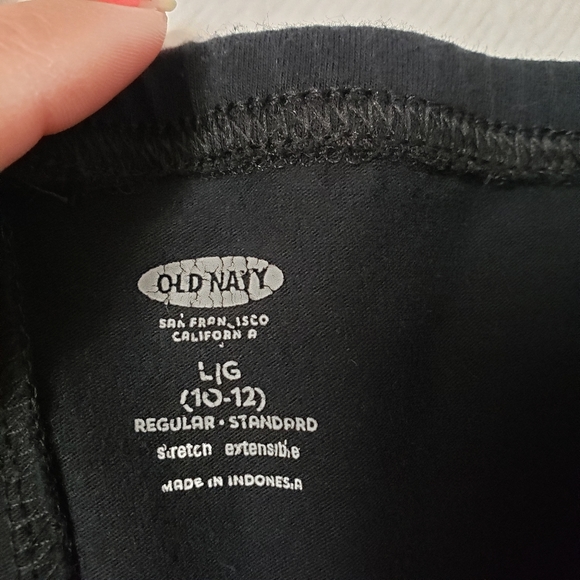 OLD NAVY
SAN FRANCISCO
CALIFORNIA
L/G
(10-12)
REGULAR · STANDARD
stretch extensible
MADE IN INDONESIA